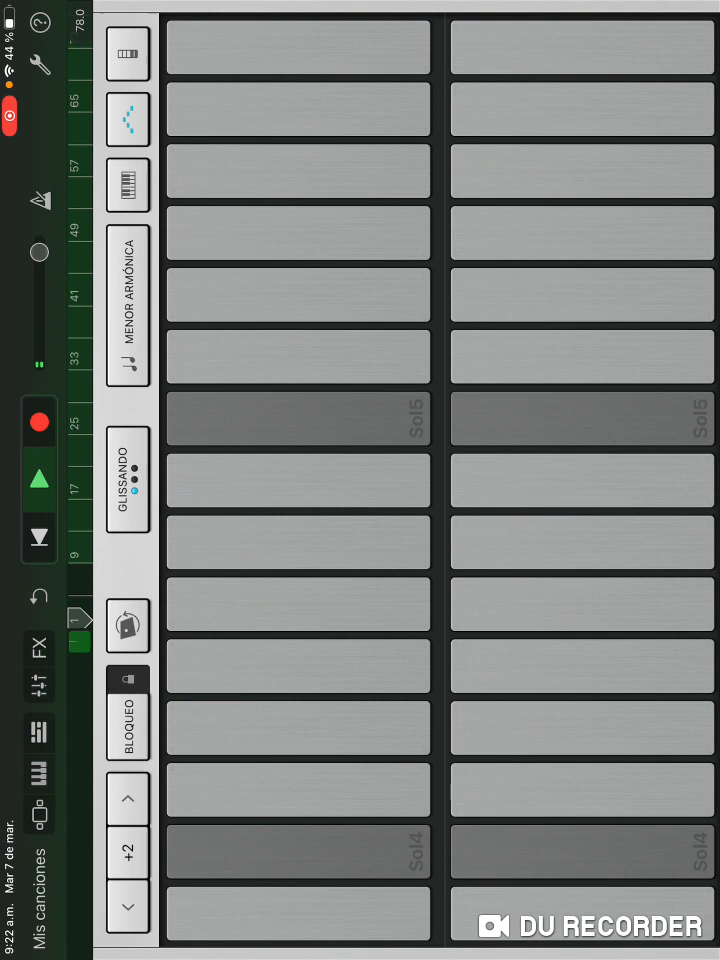 9:22 a.m. Mar 7 de mar.
44 %
Mis canciones
FX
1
9
17
25
33
41
49
57
65
78.0
+2
BLOQUEO
GLISSANDO
MENOR ARMÓNICA
Sol4
Sol5
Sol4
Sol5
DU RECORDER